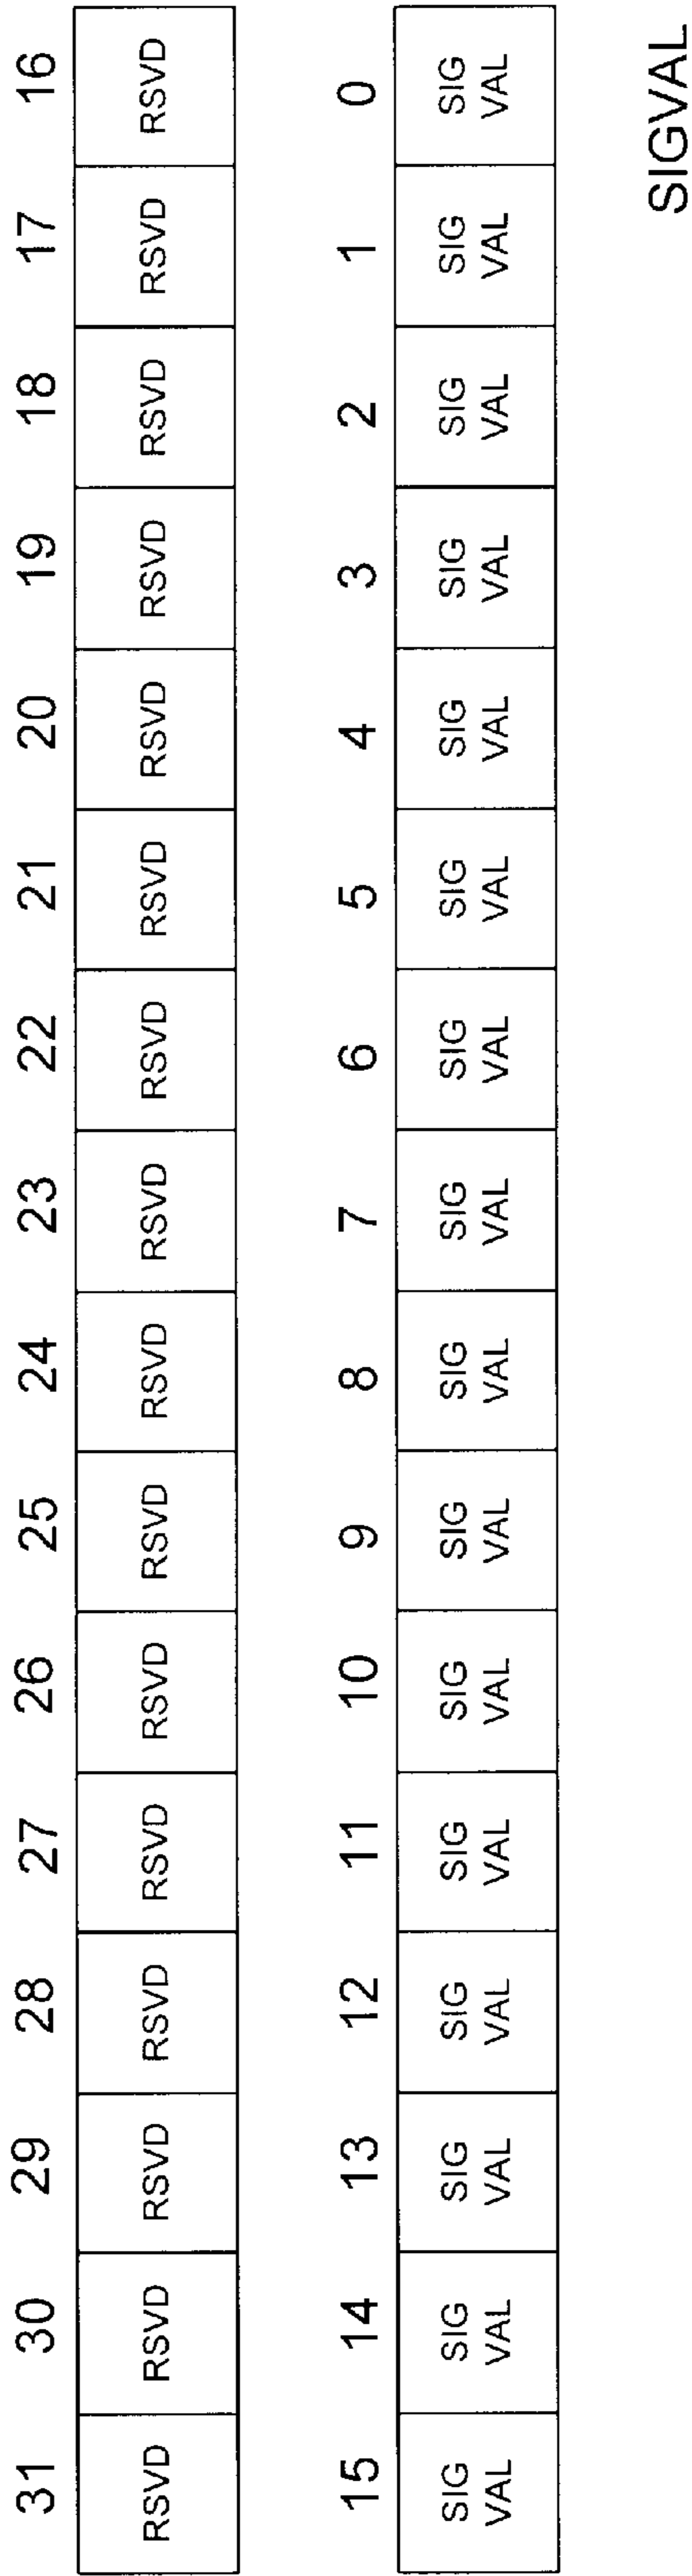 31 30 29 28 27 26 25 24 23 22 21 20 19 18 17 16
RSVD RSVD RSVD RSVD RSVD RSVD RSVD RSVD RSVD RSVD RSVD RSVD RSVD RSVD RSVD RSVD
15 14 13 12 11 10 9 8 7 6 5 4 3 2 1 0
SIG SIG SIG SIG SIG SIG SIG SIG SIG SIG SIG SIG SIG SIG SIG SIG
VAL VAL VAL VAL VAL VAL VAL VAL VAL VAL VAL VAL VAL VAL VAL VAL
SIGVAL